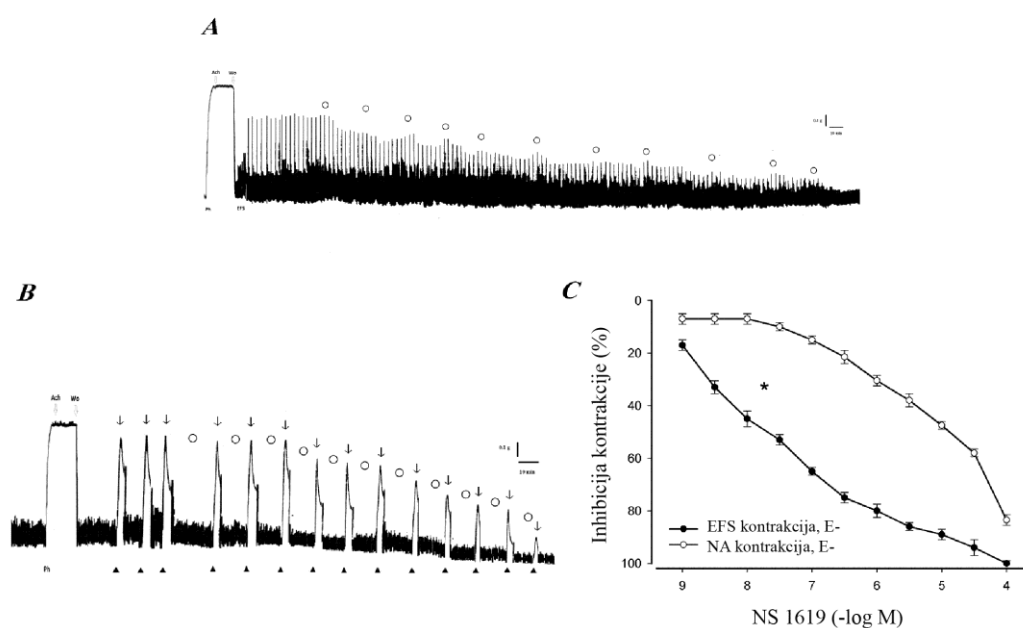 A
Ach Wo
Ph EFS
B
Ach Wo
Ph
C
Inhibicija kontrakcije (%)
0
20
40
60
80
100
*
EFS kontrakcija, E-
NA kontrakcija, E-
9 8 7 6 5 4
NS 1619 (-log M)